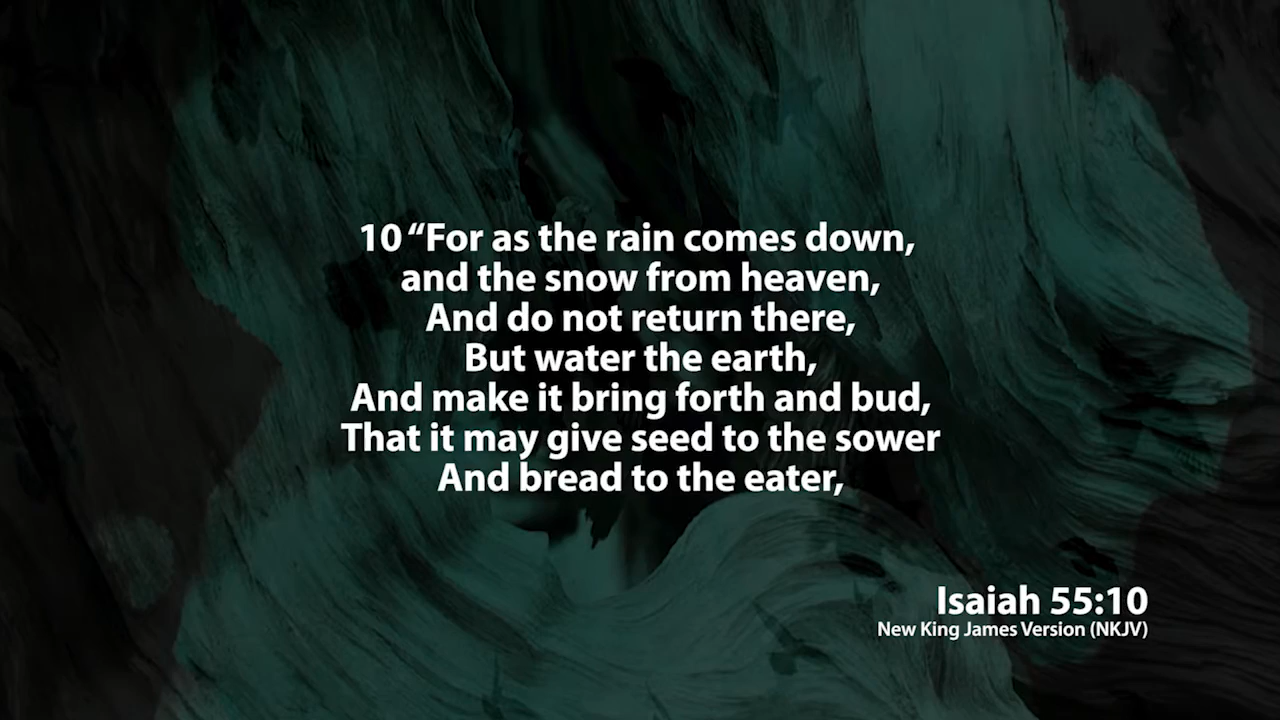 10 “For as the rain comes down,
and the snow from heaven,
And do not return there,
But water the earth,
And make it bring forth and bud,
That it may give seed to the sower
And bread to the eater,
Isaiah 55:10
New King James Version (NKJV)